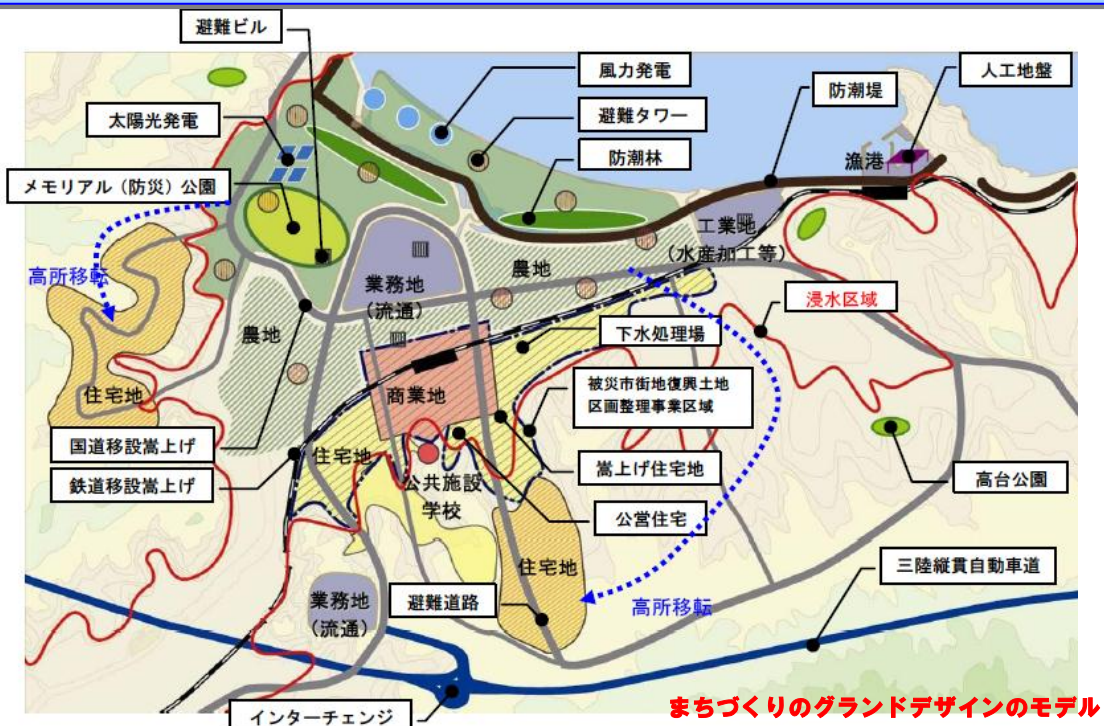 避難ビル
風力発電
人工地盤
防潮堤
太陽光発電
避難タワー
防潮林
漁港
メモリアル（防災）公園
工業地
（水産加工等）
高所移転
業務地
（流通）
農地
浸水区域
農地
下水処理場
住宅地
商業地
被災市街地復興土地
区画整理事業区域
国道移設嵩上げ
住宅地
嵩上げ住宅地
高台公園
鉄道移設嵩上げ
公共施設
学校
公営住宅
住宅地
三陸縦貫自動車道
業務地
（流通）
避難道路
高所移転
インターチェンジ
まちづくりのグランドデザインのモデル